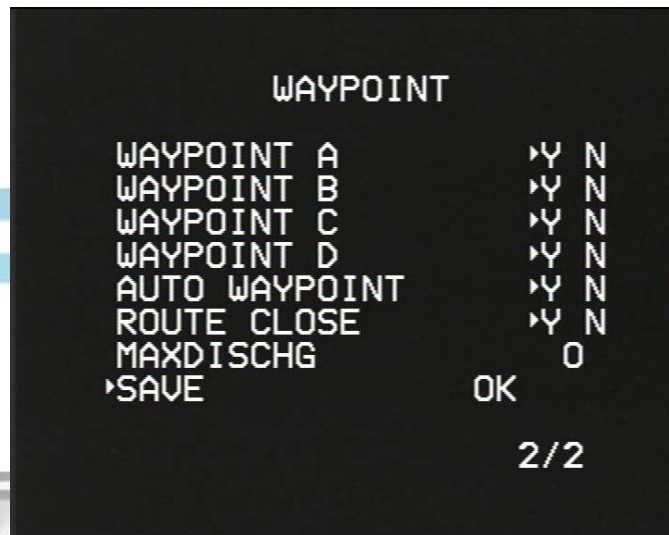 WAYPOINT
WAYPOINT A ▸Y N
WAYPOINT B ▸Y N
WAYPOINT C ▸Y N
WAYPOINT D ▸Y N
AUTO WAYPOINT ▸Y N
ROUTE CLOSE ▸Y N
MAXDISCHG 0
▸SAVE OK
2/2